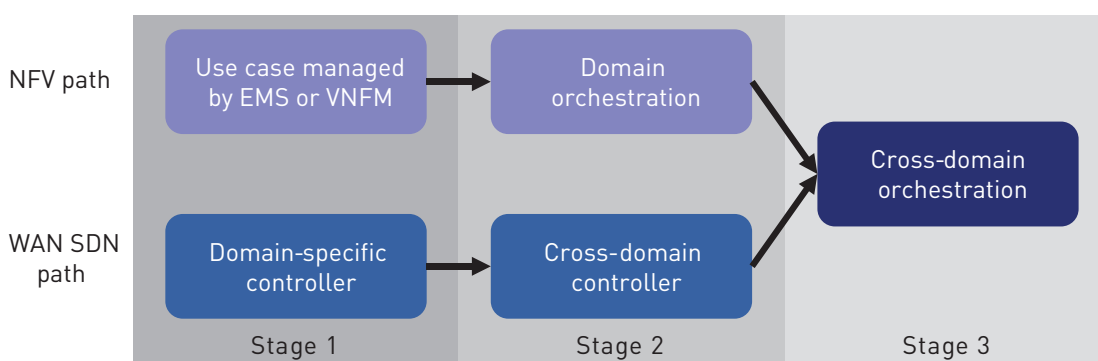 NFV path
Use case managed
by EMS or VNFM
Domain
orchestration
Cross-domain
orchestration
WAN SDN
path
Domain-specific
controller
Cross-domain
controller
Stage 1
Stage 2
Stage 3